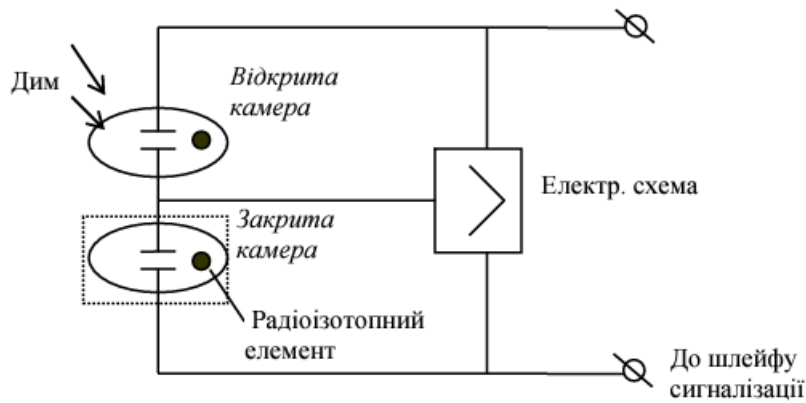 Дим
Відкрита
камера
Електр. схема
Закрита
камера
Радіоізотопний
елемент
До шлейфу
сигналізації